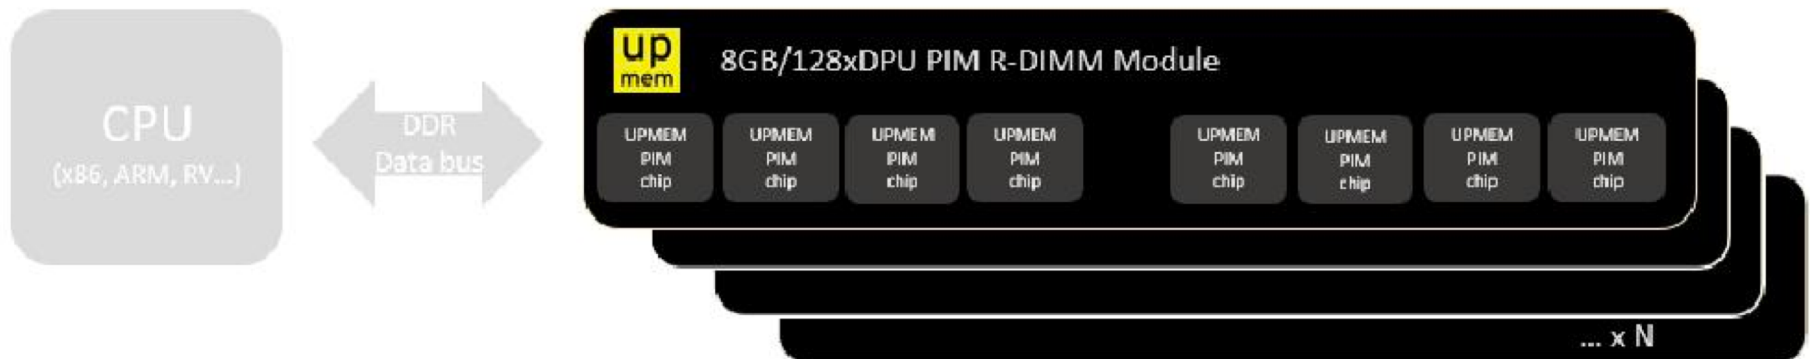 CPU
(x86, ARM, RV...)
DDR
Data bus
up
mem
8GB/128xDPU PIM R-DIMM Module
UPMEM
PIM
chip
UPMEM
PIM
chip
UPMEM
PIM
chip
UPMEM
PIM
chip
UPMEM
PIM
chip
UPMEM
PIM
chip
UPMEM
PIM
chip
UPMEM
PIM
chip
... x N